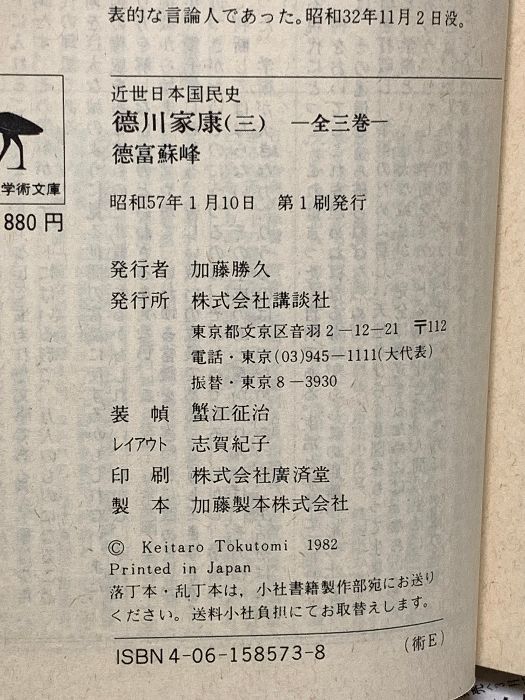 表的な言論人であった。昭和32年11月2日没。
近世日本国民史
德川家康(三) ―全三巻―
德富蘇峰
学術文庫
880円
昭和57年1月10日 第1刷発行
発行者 加藤勝久
発行所 株式会社講談社
東京都文京区音羽2―12―21 〒112
電話・東京(03)945―1111(大代表)
振替・東京8―3930
装幀 蟹江征治
レイアウト 志賀紀子
印刷 株式会社廣済堂
製本 加藤製本株式会社
© Keitaro Tokutomi 1982
Printed in Japan
落丁本・乱丁本は，小社書籍製作部宛にお送り
ください。送料小社負担にてお取替えします。
ISBN4-06-158573-8
(術E)